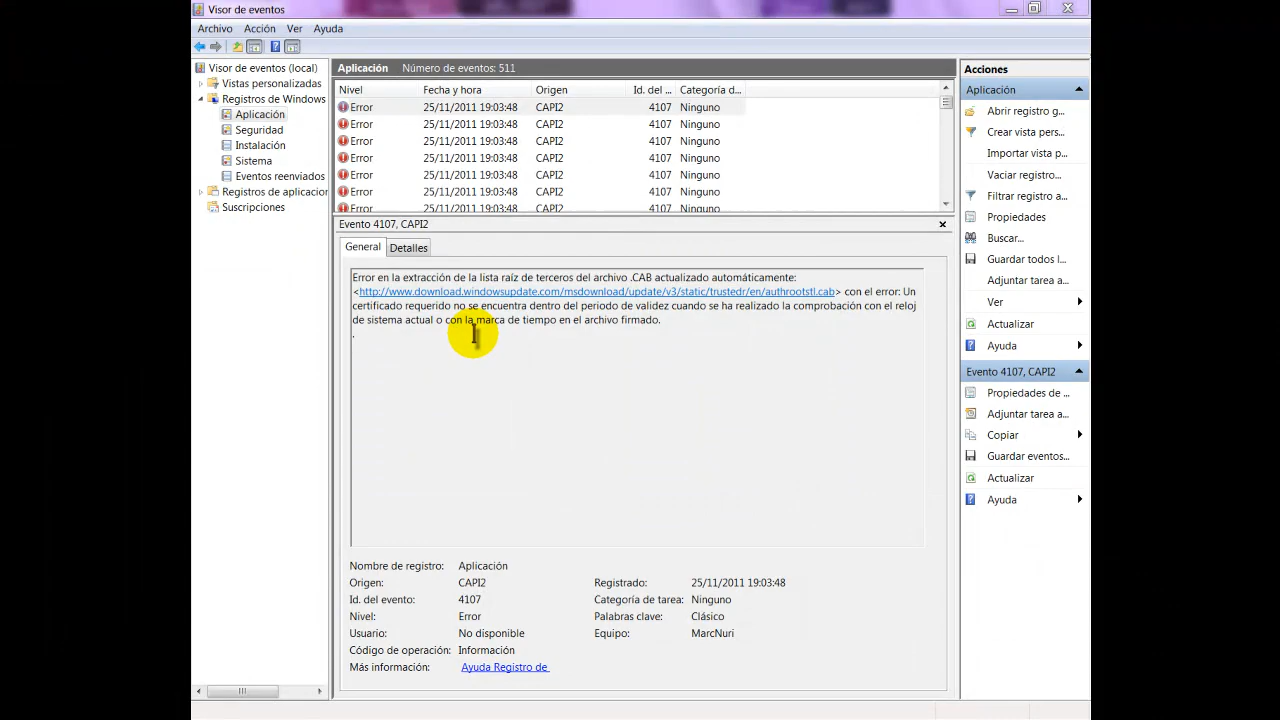 Visor de eventos
Archivo Acción Ver Ayuda
Visor de eventos (local)
Vistas personalizadas
Registros de Windows
Aplicación
Seguridad
Instalación
Sistema
Eventos reenviados
Registros de aplicacion
Suscripciones
Aplicación Número de eventos: 511
Nivel Fecha y hora Origen Id. del ... Categoría d...
Error 25/11/2011 19:03:48 CAPI2 4107 Ninguno
Error 25/11/2011 19:03:48 CAPI2 4107 Ninguno
Error 25/11/2011 19:03:48 CAPI2 4107 Ninguno
Error 25/11/2011 19:03:48 CAPI2 4107 Ninguno
Error 25/11/2011 19:03:48 CAPI2 4107 Ninguno
Error 25/11/2011 19:03:48 CAPI2 4107 Ninguno
Error 25/11/2011 19:03:48 CAPI2 4107 Ninguno
Evento 4107, CAPI2
General Detalles
Error en la extracción de la lista raíz de terceros del archivo .CAB actualizado automáticamente:
<http://www.download.windowsupdate.com/msdownload/update/v3/static/trustedr/en/authrootstl.cab> con el error: Un
certificado requerido no se encuentra dentro del periodo de validez cuando se ha realizado la comprobación con el reloj
de sistema actual o con la marca de tiempo en el archivo firmado.
.
Nombre de registro: Aplicación
Origen: CAPI2 Registrado: 25/11/2011 19:03:48
Id. del evento: 4107 Categoría de tarea: Ninguno
Nivel: Error Palabras clave: Clásico
Usuario: No disponible Equipo: MarcNuri
Código de operación: Información
Más información: Ayuda Registro de
Acciones
Aplicación
Abrir registro g...
Crear vista pers...
Importar vista p...
Vaciar registro...
Filtrar registro a...
Propiedades
Buscar...
Guardar todos l...
Adjuntar tarea a...
Ver
Actualizar
Ayuda
Evento 4107, CAPI2
Propiedades de ...
Adjuntar tarea a...
Copiar
Guardar eventos...
Actualizar
Ayuda